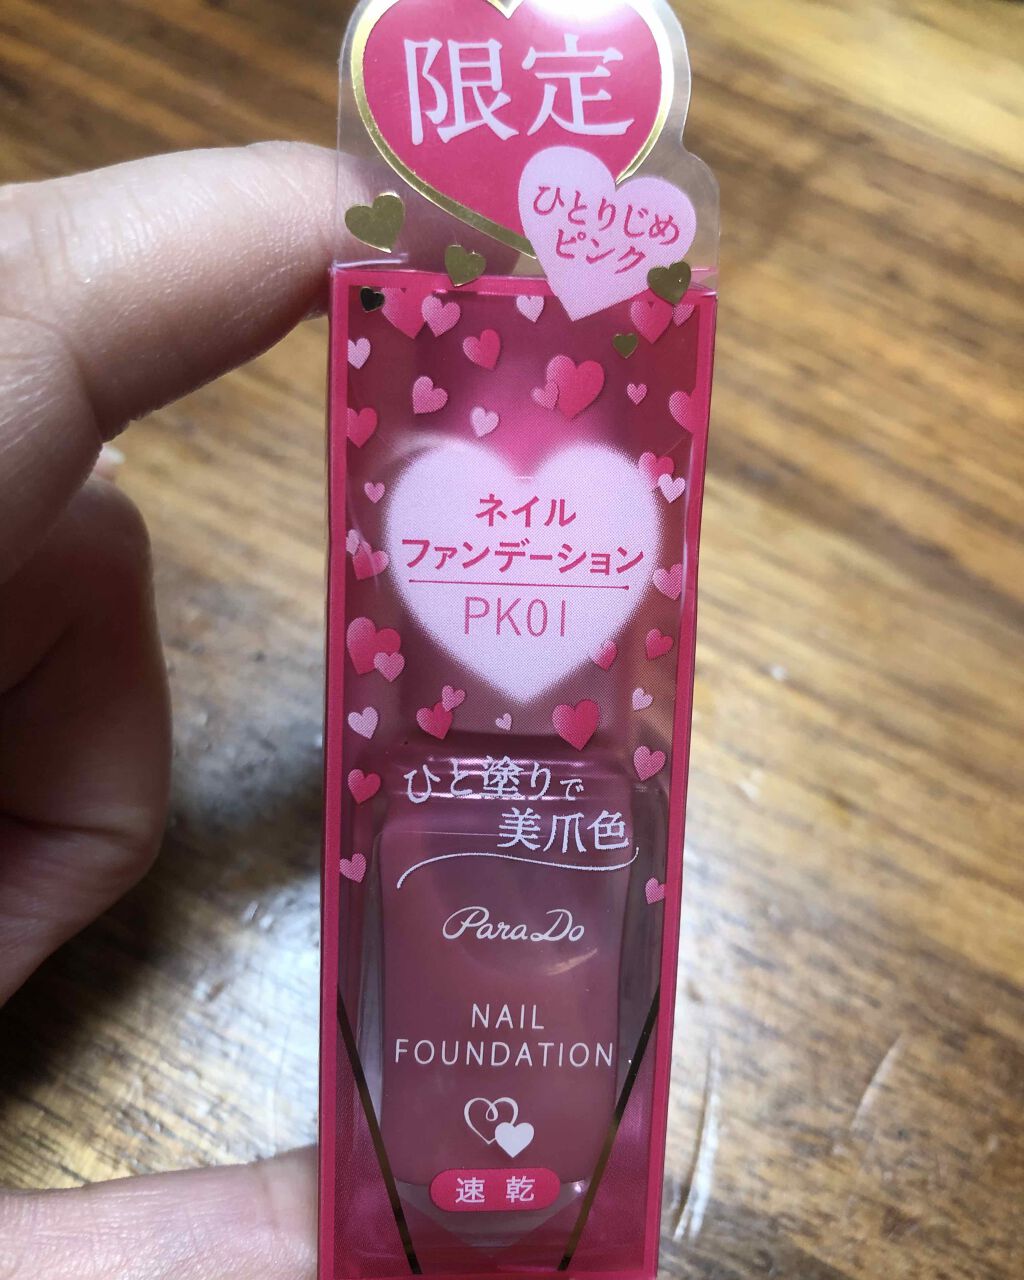 限定
ひとりじめ
ピンク
ネイル
ファンデーション
PK01
ひと塗りで
美爪色
ParaDo
NAIL
FOUNDATION
速乾